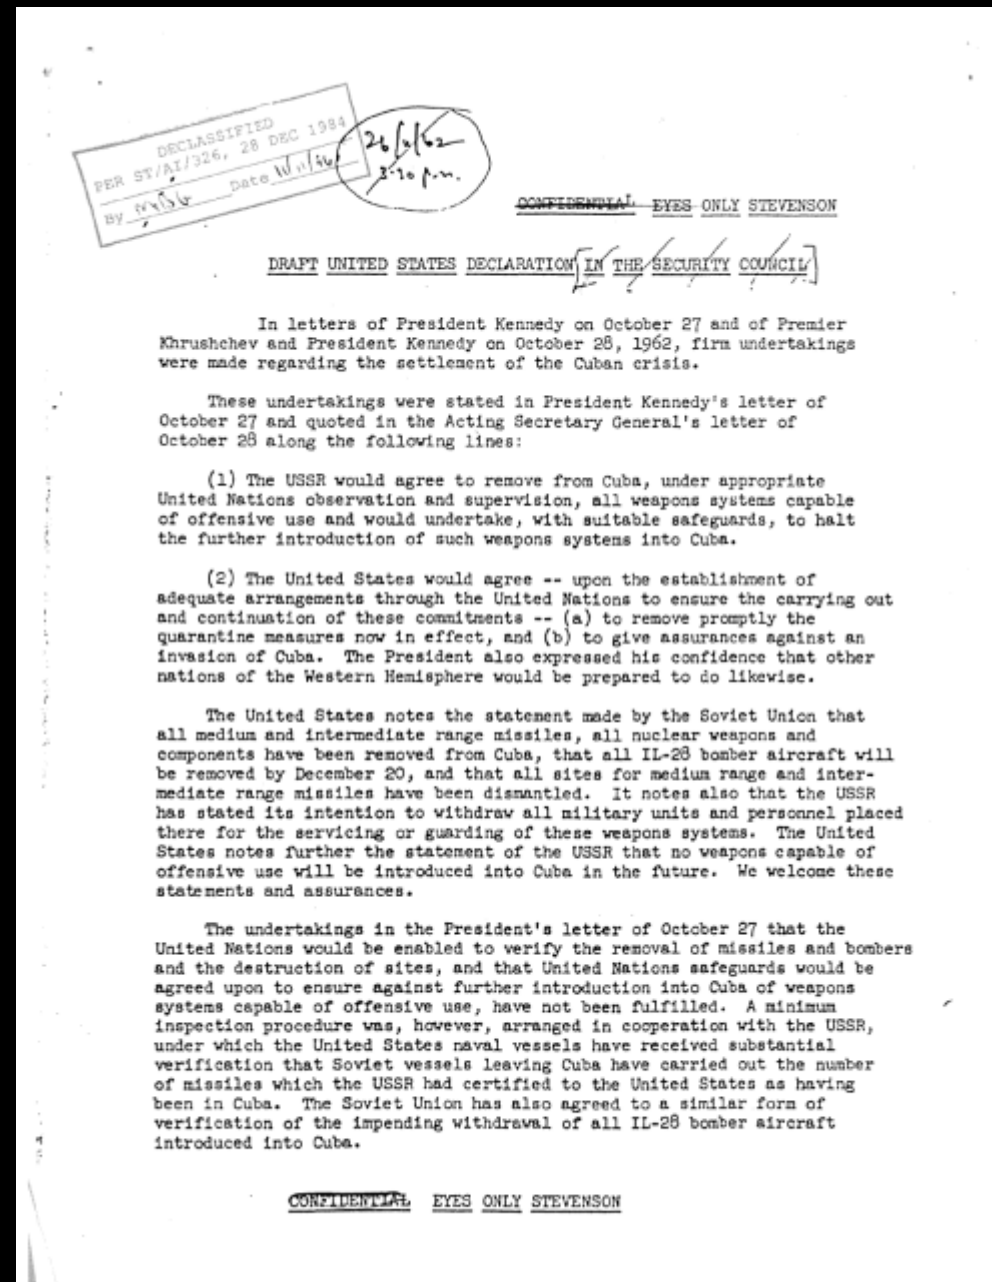 DECLASSIFIED
PER ST/AI/326, 28 DEC 1984
By Date
3-20 p.m.
CONFIDENTIAL EYES ONLY STEVENSON
DRAFT UNITED STATES DECLARATION [IN THE SECURITY COUNCIL]
In letters of President Kennedy on October 27 and of Premier
Khrushchev and President Kennedy on October 28, 1962, firm undertakings
were made regarding the settlement of the Cuban crisis.
These undertakings were stated in President Kennedy's letter of
October 27 and quoted in the Acting Secretary General's letter of
October 28 along the following lines:
(1) The USSR would agree to remove from Cuba, under appropriate
United Nations observation and supervision, all weapons systems capable
of offensive use and would undertake, with suitable safeguards, to halt
the further introduction of such weapons systems into Cuba.
(2) The United States would agree -- upon the establishment of
adequate arrangements through the United Nations to ensure the carrying out
and continuation of these commitments -- (a) to remove promptly the
quarantine measures now in effect, and (b) to give assurances against an
invasion of Cuba. The President also expressed his confidence that other
nations of the Western Hemisphere would be prepared to do likewise.
The United States notes the statement made by the Soviet Union that
all medium and intermediate range missiles, all nuclear weapons and
components have been removed from Cuba, that all IL-28 bomber aircraft will
be removed by December 20, and that all sites for medium range and inter-
mediate range missiles have been dismantled. It notes also that the USSR
has stated its intention to withdraw all military units and personnel placed
there for the servicing or guarding of these weapons systems. The United
States notes further the statement of the USSR that no weapons capable of
offensive use will be introduced into Cuba in the future. We welcome these
statements and assurances.
The undertakings in the President's letter of October 27 that the
United Nations would be enabled to verify the removal of missiles and bombers
and the destruction of sites, and that United Nations safeguards would be
agreed upon to ensure against further introduction into Cuba of weapons
systems capable of offensive use, have not been fulfilled. A minimum
inspection procedure was, however, arranged in cooperation with the USSR,
under which the United States naval vessels have received substantial
verification that Soviet vessels leaving Cuba have carried out the number
of missiles which the USSR had certified to the United States as having
been in Cuba. The Soviet Union has also agreed to a similar form of
verification of the impending withdrawal of all IL-28 bomber aircraft
introduced into Cuba.
CONFIDENTIAL EYES ONLY STEVENSON